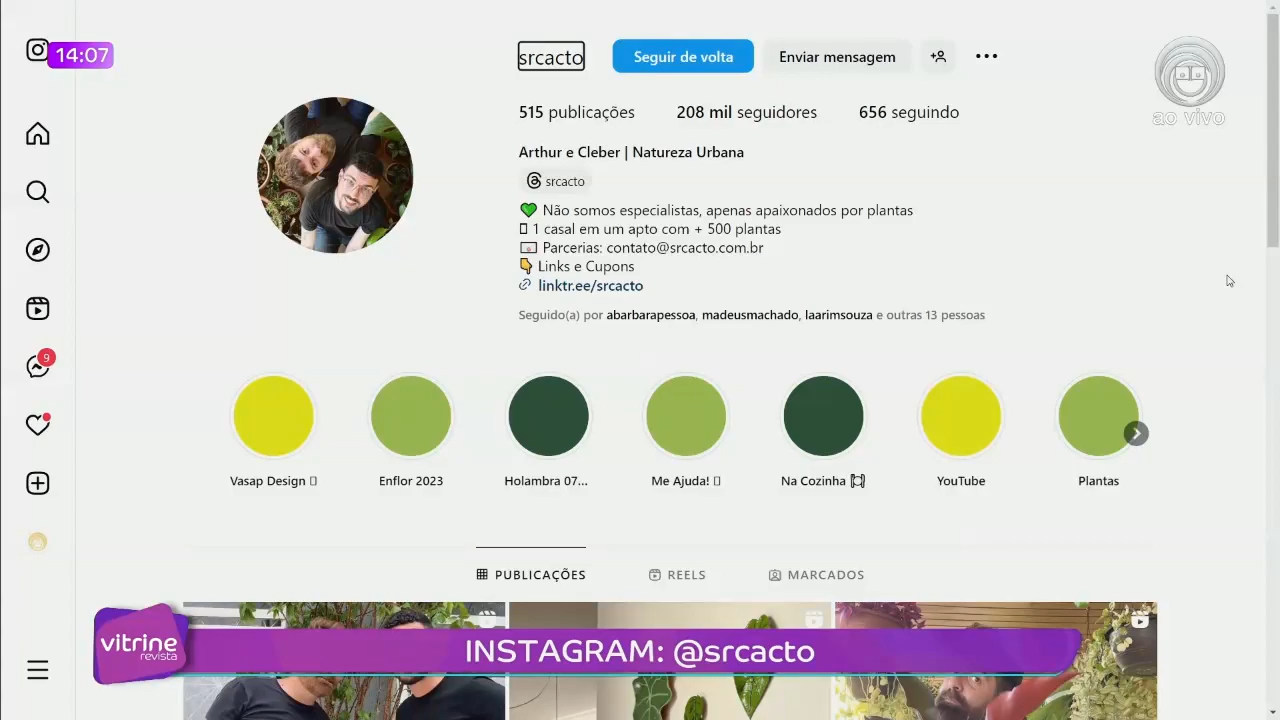 14:07
srcacto
Seguir de volta
Enviar mensagem
ao vivo
515 publicações
208 mil seguidores
656 seguindo
Arthur e Cleber | Natureza Urbana
srcacto
Não somos especialistas, apenas apaixonados por plantas
1 casal em um apto com + 500 plantas
Parcerias: contato@srcacto.com.br
Links e Cupons
linktr.ee/srcacto
Seguido(a) por abarbarapessoa, madeusmachado, laarimsouza e outras 13 pessoas
9
Vasap Design
Enflor 2023
Holambra 07...
Me Ajuda!
Na Cozinha
YouTube
Plantas
PUBLICAÇÕES
REELS
MARCADOS
vitrine
revista
INSTAGRAM: @srcacto